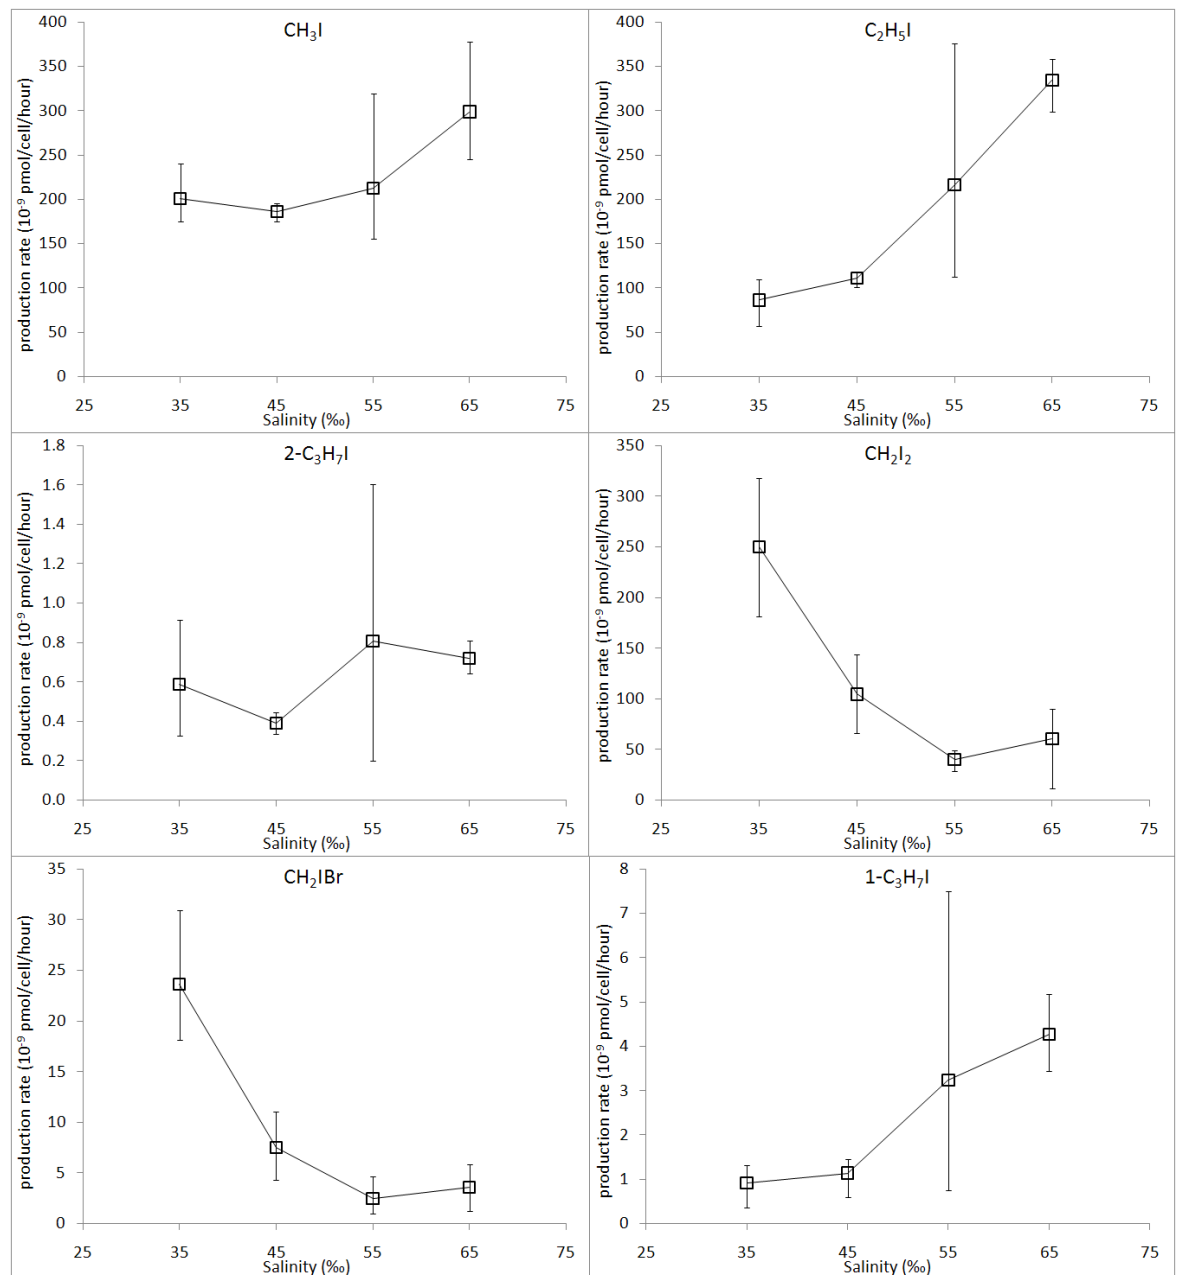 CH₃I
production rate (10⁻⁹ pmol/cell/hour)
400
350
300
250
200
150
100
50
0
25 35 45 55 65 75
Salinity (‰)
C₂H₅I
production rate (10⁻⁹ pmol/cell/hour)
400
350
300
250
200
150
100
50
0
25 35 45 55 65 75
Salinity (‰)
2-C₃H₇I
production rate (10⁻⁹ pmol/cell/hour)
1.8
1.6
1.4
1.2
1.0
0.8
0.6
0.4
0.2
0.0
25 35 45 55 65 75
Salinity (‰)
CH₂I₂
production rate (10⁻⁹ pmol/cell/hour)
350
300
250
200
150
100
50
0
25 35 45 55 65 75
Salinity (‰)
CH₂IBr
production rate (10⁻⁹ pmol/cell/hour)
35
30
25
20
15
10
5
0
25 35 45 55 65 75
Salinity (‰)
1-C₃H₇I
production rate (10⁻⁹ pmol/cell/hour)
8
7
6
5
4
3
2
1
0
25 35 45 55 65 75
Salinity (‰)